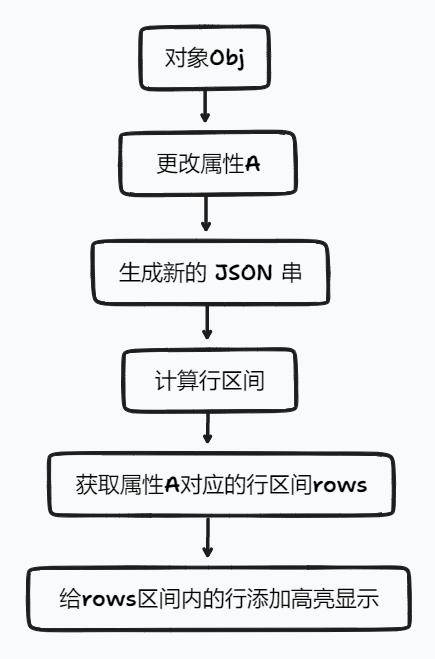 对象Obj
更改属性A
生成新的 JSON 串
计算行区间
获取属性A对应的行区间rows
给rows区间内的行添加高亮显示